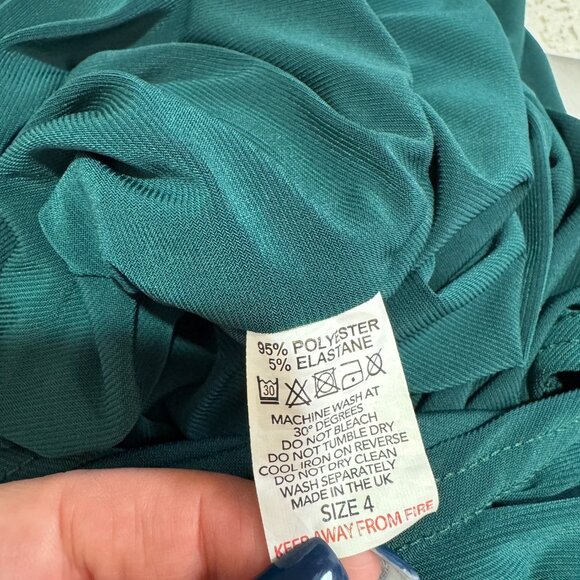 95% POLYESTER
5% ELASTANE
30
MACHINE WASH AT
30° DEGREES
DO NOT BLEACH
DO NOT TUMBLE DRY
COOL IRON ON REVERSE
DO NOT DRY CLEAN
WASH SEPARATELY
MADE IN THE UK
SIZE 4
KEEP AWAY FROM FIRE